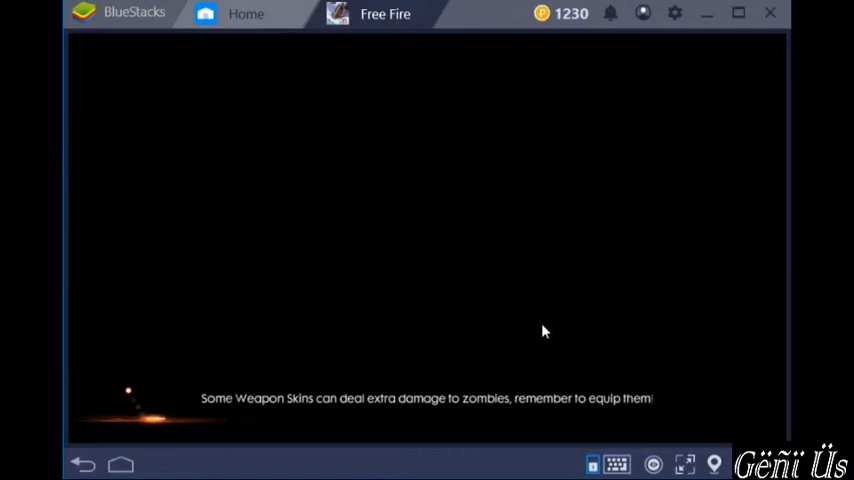 BlueStacks
Home
Free Fire
1230
Some Weapon Skins can deal extra damage to zombies, remember to equip them!
Gëñï Üs